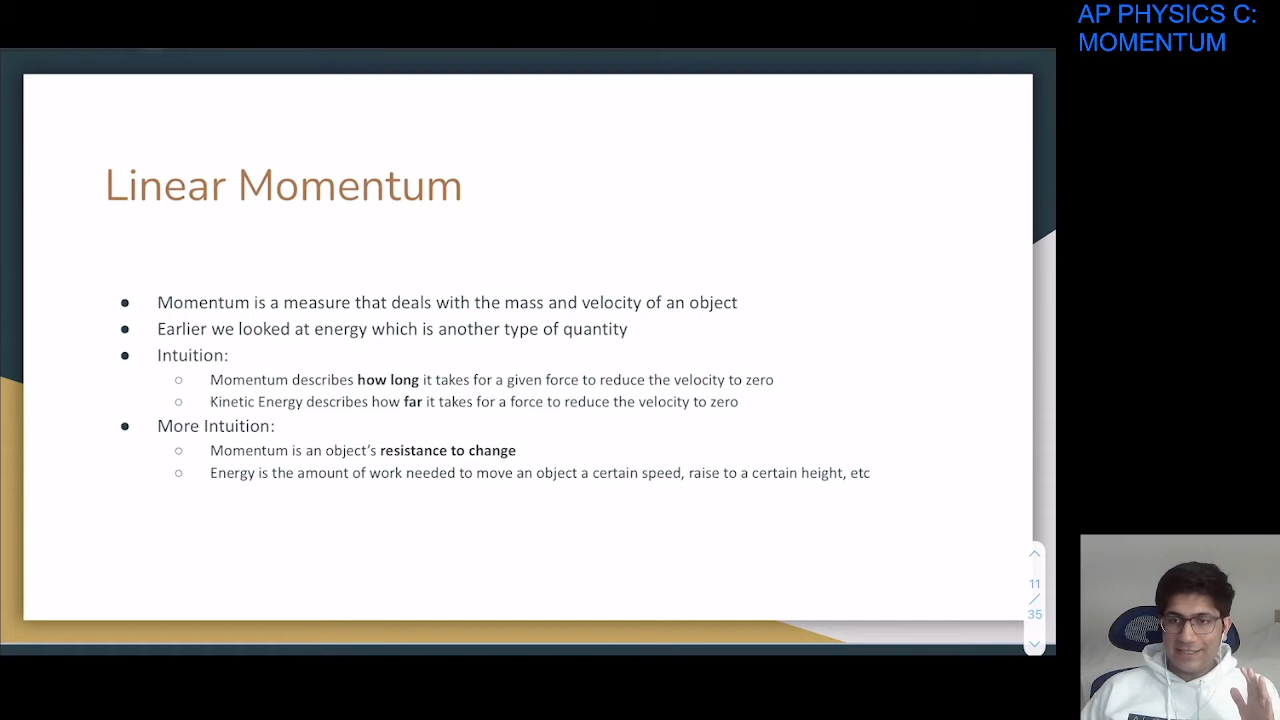 AP PHYSICS C:
MOMENTUM
Linear Momentum
● Momentum is a measure that deals with the mass and velocity of an object
● Earlier we looked at energy which is another type of quantity
● Intuition:
○ Momentum describes how long it takes for a given force to reduce the velocity to zero
○ Kinetic Energy describes how far it takes for a force to reduce the velocity to zero
● More Intuition:
○ Momentum is an object's resistance to change
○ Energy is the amount of work needed to move an object a certain speed, raise to a certain height, etc
11
/
35